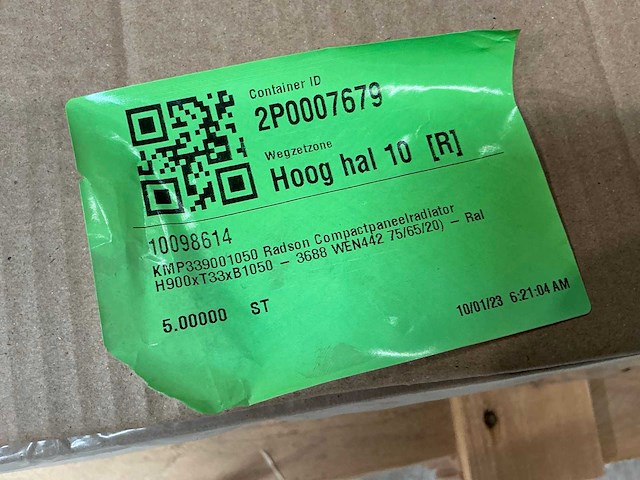 Container ID
2P0007679
Wegzetzone
Hoog hal 10 [R]
10098614
KMP339001050 Radson Compactpaneelradiator
H900xT33xB1050 – 3688 WEN442 75/65/20) – Ral
5.00000 ST
10/01/23 6:21:04 AM